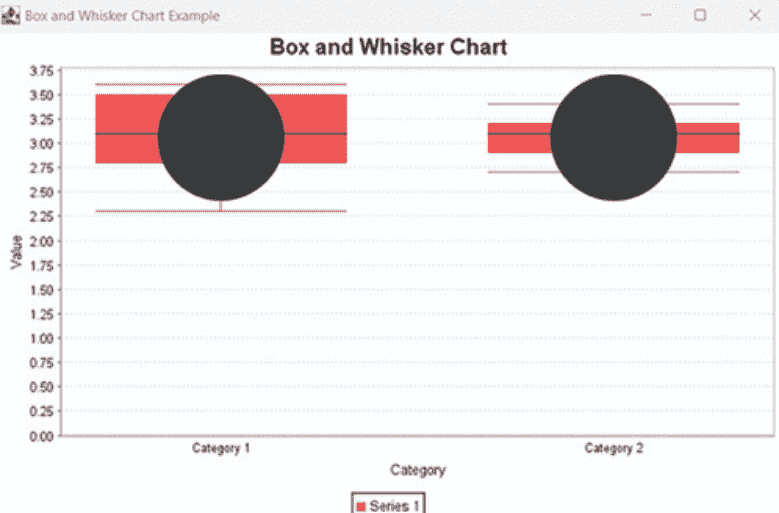 Box and Whisker Chart Example
Box and Whisker Chart
3.75
3.50
3.25
3.00
2.75
2.50
2.25
2.00
1.75
1.50
1.25
1.00
0.75
0.50
0.25
0.00
Value
Category 1
Category 2
Category
Series 1